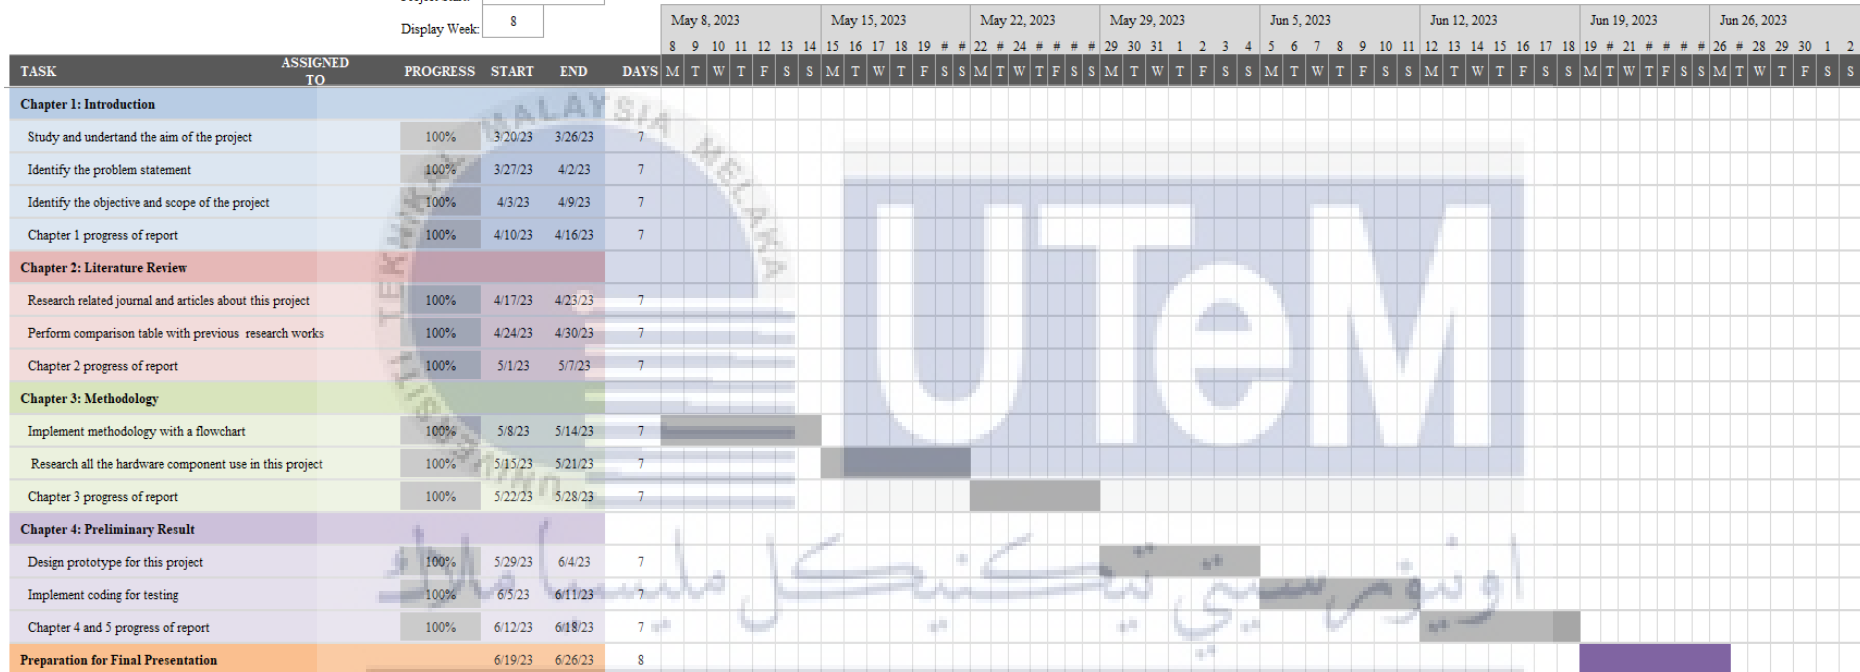 Display Week: 8
May 8, 2023 May 15, 2023 May 22, 2023 May 29, 2023 Jun 5, 2023 Jun 12, 2023 Jun 19, 2023 Jun 26, 2023
8 9 10 11 12 13 14 15 16 17 18 19 # # 22 # 24 # # # # 29 30 31 1 2 3 4 5 6 7 8 9 10 11 12 13 14 15 16 17 18 19 # 21 # # # # 26 # 28 29 30 1 2
TASK ASSIGNED TO PROGRESS START END DAYS M T W T F S S M T W T F S S M T W T F S S M T W T F S S M T W T F S S M T W T F S S M T W T F S S M T W T F S S
Chapter 1: Introduction
Study and undertand the aim of the project 100% 3/20/23 3/26/23 7
Identify the problem statement 100% 3/27/23 4/2/23 7
Identify the objective and scope of the project 100% 4/3/23 4/9/23 7
Chapter 1 progress of report 100% 4/10/23 4/16/23 7
Chapter 2: Literature Review
Research related journal and articles about this project 100% 4/17/23 4/23/23 7
Perform comparison table with previous research works 100% 4/24/23 4/30/23 7
Chapter 2 progress of report 100% 5/1/23 5/7/23 7
Chapter 3: Methodology
Implement methodology with a flowchart 100% 5/8/23 5/14/23 7
Research all the hardware component use in this project 100% 5/15/23 5/21/23 7
Chapter 3 progress of report 100% 5/22/23 5/28/23 7
Chapter 4: Preliminary Result
Design prototype for this project 100% 5/29/23 6/4/23 7
Implement coding for testing 100% 6/5/23 6/11/23 7
Chapter 4 and 5 progress of report 100% 6/12/23 6/18/23 7
Preparation for Final Presentation 6/19/23 6/26/23 8
UNIVERSITI TEKNIKAL MALAYSIA MELAKA
UTeM
اونيۏرسيتي تيكنيكل مليسيا ملاك